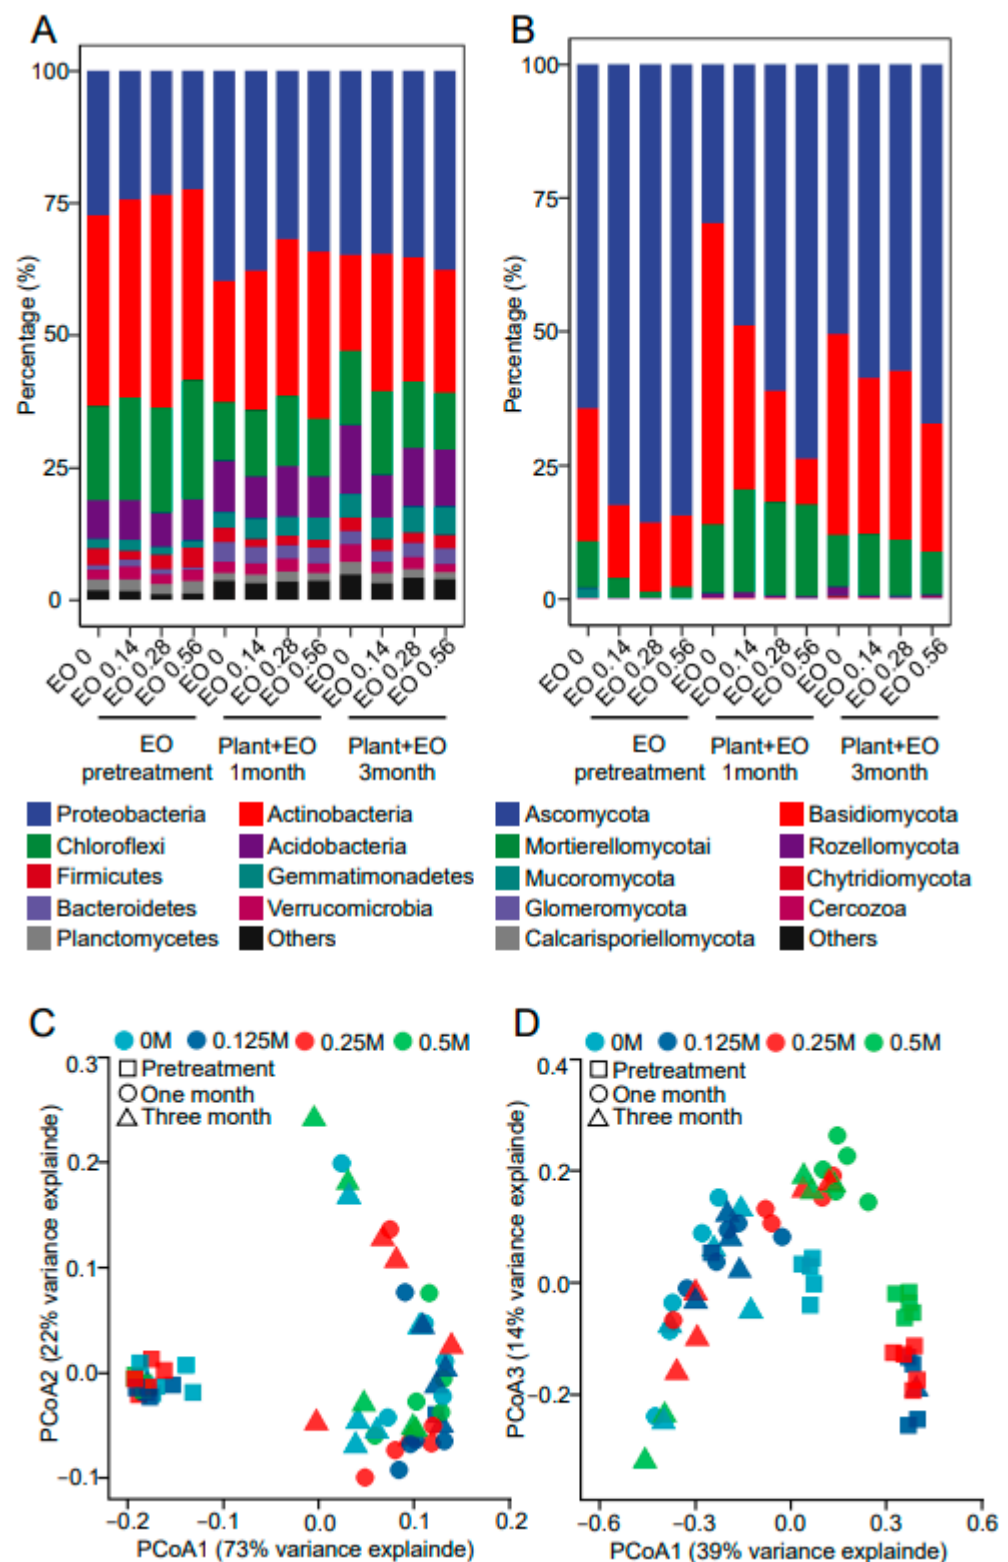 A
B
100
75
50
25
0
Percentage (%)
EO 0
EO 0.14
EO 0.28
EO 0.56
EO 0
EO 0.14
EO 0.28
EO 0.56
EO 0
EO 0.14
EO 0.28
EO 0.56
EO
pretreatment
Plant+EO
1month
Plant+EO
3month
100
75
50
25
0
Percentage (%)
EO 0
EO 0.14
EO 0.28
EO 0.56
EO 0
EO 0.14
EO 0.28
EO 0.56
EO 0
EO 0.14
EO 0.28
EO 0.56
EO
pretreatment
Plant+EO
1month
Plant+EO
3month
Proteobacteria Actinobacteria
Chloroflexi Acidobacteria
Firmicutes Gemmatimonadetes
Bacteroidetes Verrucomicrobia
Planctomycetes Others
Ascomycota Basidiomycota
Mortierellomycotai Rozellomycota
Mucoromycota Chytridiomycota
Glomeromycota Cercozoa
Calcarisporiellomycota Others
C
0M 0.125M 0.25M 0.5M
Pretreatment
One month
Three month
0.3
0.2
0.1
0.0
−0.1
PCoA2 (22% variance explainde)
−0.2 0.0 0.1 0.2
PCoA1 (73% variance explainde)
D
0M 0.125M 0.25M 0.5M
Pretreatment
One month
Three month
0.4
0.2
0.0
−0.2
PCoA3 (14% variance explainde)
−0.6 −0.3 0.0 0.3 0.6
PCoA1 (39% variance explainde)